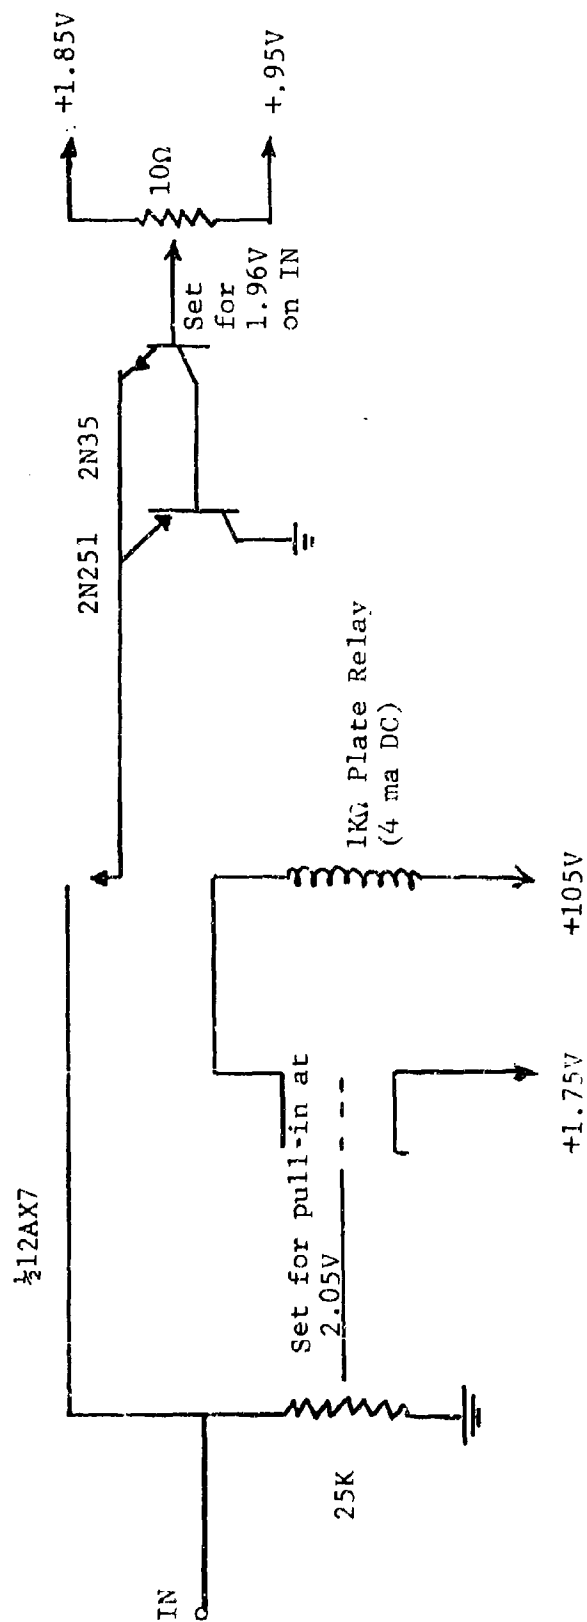 ½12AX7
IN
25K
Set for pull-in at
2.05V
+1.75V
+105V
1KΩ Plate Relay
(4 ma DC)
2N251
2N35
Set
for
1.96V
on IN
10Ω
+1.85V
+.95V